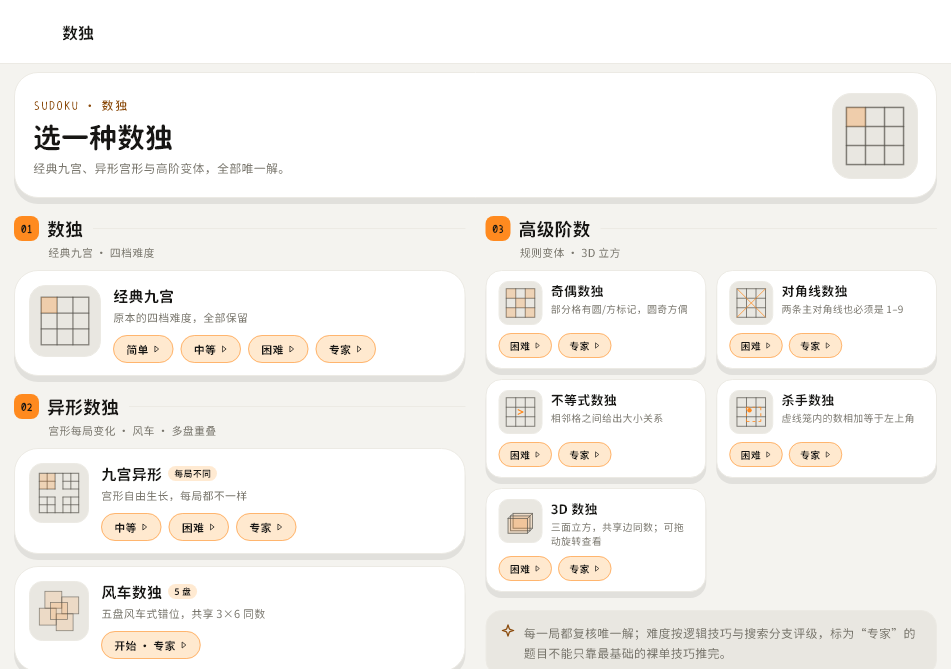 数独
SUDOKU · 数独
选一种数独
经典九宫、异形宫形与高阶变体，全部唯一解。
01 数独
经典九宫 · 四档难度
经典九宫
原本的四档难度，全部保留
简单 中等 困难 专家
02 异形数独
宫形每局变化 · 风车 · 多盘重叠
九宫异形 每局不同
宫形自由生长，每局都不一样
中等 困难 专家
风车数独 5 盘
五盘风车式错位，共享 3×6 同数
开始 · 专家
03 高级阶数
规则变体 · 3D 立方
奇偶数独
部分格有圆/方标记，圆奇方偶
困难 专家
对角线数独
两条主对角线也必须是 1–9
困难 专家
不等式数独
相邻格之间给出大小关系
困难 专家
杀手数独
虚线笼内的数相加等于左上角
困难 专家
3D 数独
三面立方，共享边同数；可拖
动旋转查看
困难 专家
每一局都复核唯一解；难度按逻辑技巧与搜索分支评级，标为“专家”的
题目不能只靠最基础的裸单技巧推完。